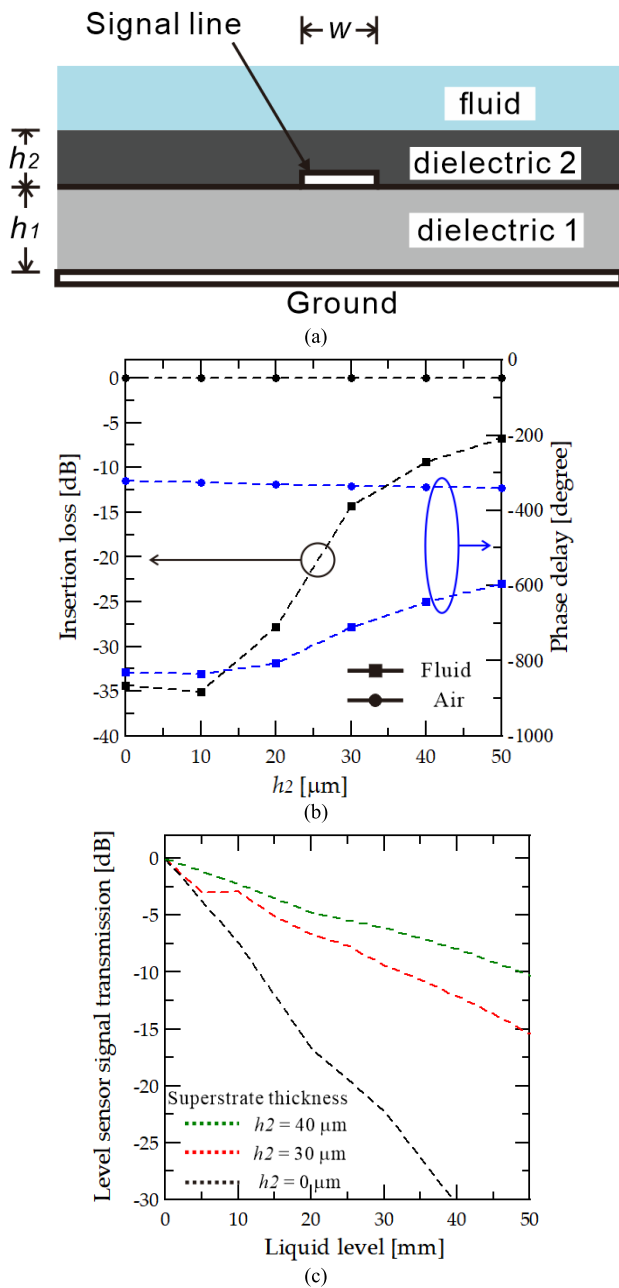 Signal line
w
fluid
h2
dielectric 2
h1
dielectric 1
Ground
(a)
Insertion loss [dB]
0
-5
-10
-15
-20
-25
-30
-35
-40
0
-200
-400
-600
-800
-1000
Phase delay [degree]
Fluid
Air
0 10 20 30 40 50
h2 [μm]
(b)
Level sensor signal transmission [dB]
0
-5
-10
-15
-20
-25
-30
Superstrate thickness
h2 = 40 μm
h2 = 30 μm
h2 = 0 μm
0 10 20 30 40 50
Liquid level [mm]
(c)